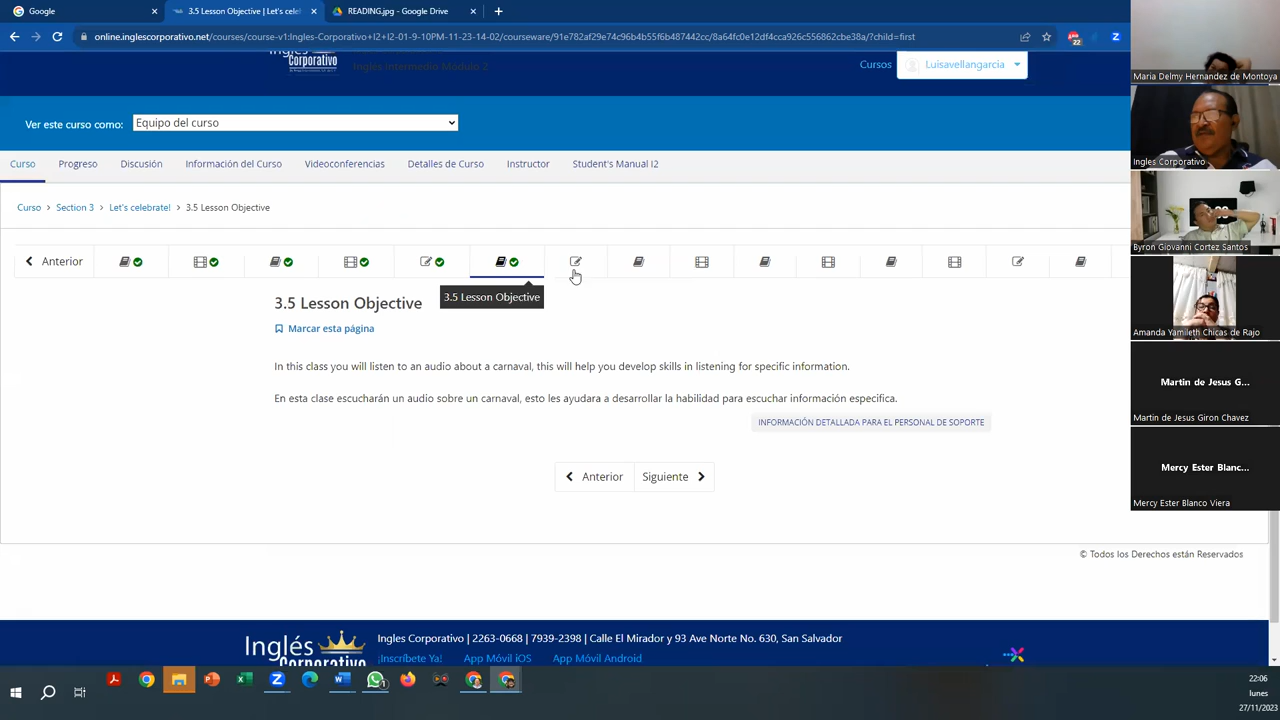 Google
3.5 Lesson Objective | Let's cele
READING.jpg - Google Drive
online.inglescorporativo.net/courses/course-v1:Ingles-Corporativo+I2+I2-01-9-10PM-11-23-14-02/courseware/91e782af29e74c96b4b55f6b487442cc/8a64fc0e12df4cca926c556862cbe38a/?child=first
22
Corporativo
Inglés Intermedio Módulo 2
Cursos
Luisavellangarcia
Ver este curso como:
Equipo del curso
Curso
Progreso
Discusión
Información del Curso
Videoconferencias
Detalles de Curso
Instructor
Student's Manual I2
Curso > Section 3 > Let's celebrate! > 3.5 Lesson Objective
Anterior
3.5 Lesson Objective
3.5 Lesson Objective
Marcar esta página
In this class you will listen to an audio about a carnaval, this will help you develop skills in listening for specific information.
En esta clase escucharán un audio sobre un carnaval, esto les ayudara a desarrollar la habilidad para escuchar información especifica.
INFORMACIÓN DETALLADA PARA EL PERSONAL DE SOPORTE
Anterior
Siguiente
© Todos los Derechos están Reservados
Inglés
Corporativo
Ingles Corporativo | 2263-0668 | 7939-2398 | Calle El Mirador y 93 Ave Norte No. 630, San Salvador
¡Inscríbete Ya!
App Móvil iOS
App Móvil Android
Maria Delmy Hernandez de Montoya
Ingles Corporativo
Byron Giovanni Cortez Santos
Amanda Yamileth Chicas de Rajo
Martin de Jesus G...
Martin de Jesus Giron Chavez
Mercy Ester Blanc...
Mercy Ester Blanco Viera
22:06
lunes
27/11/2023